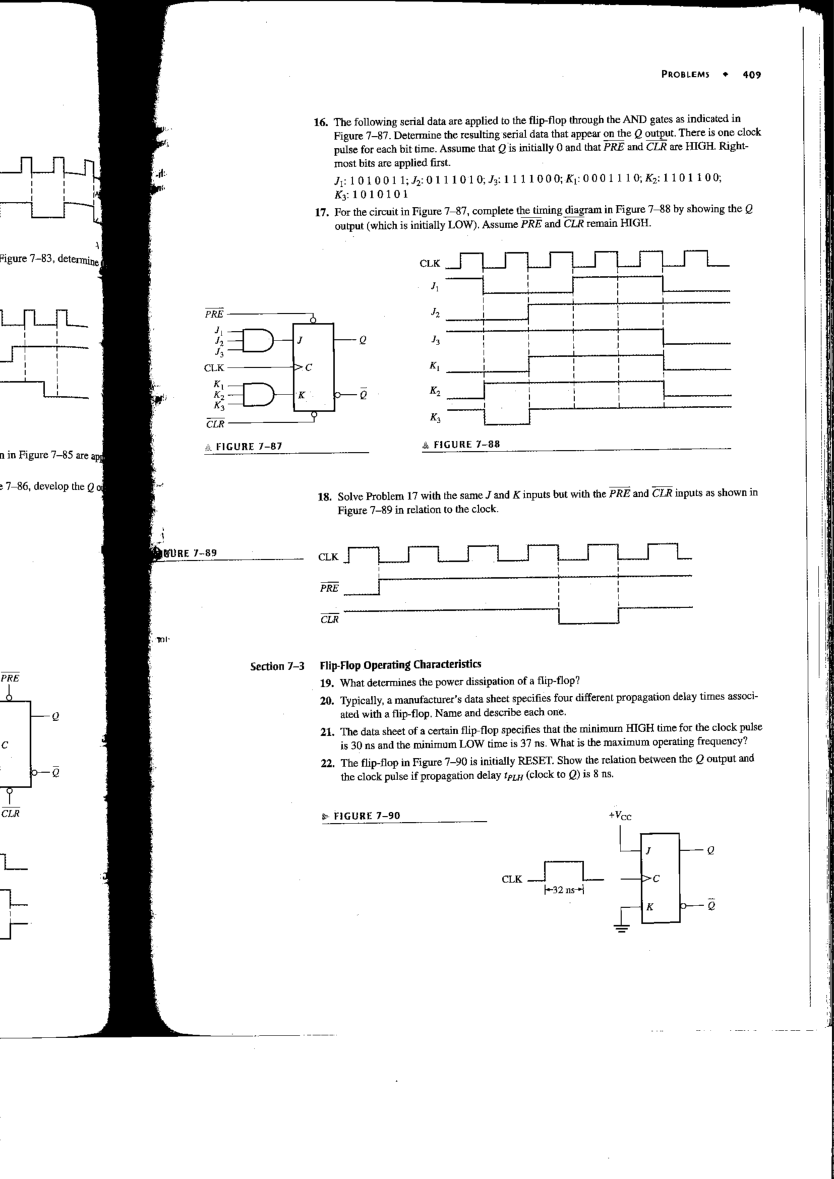 PROBLEMS ◆ 409
16. The following serial data are applied to the flip-flop through the AND gates as indicated in
Figure 7–87. Determine the resulting serial data that appear on the Q output. There is one clock
pulse for each bit time. Assume that Q is initially 0 and that P̅R̅E̅ and C̅L̅R̅ are HIGH. Right-
most bits are applied first.
J₁: 1 0 1 0 0 1 1; J₂: 0 1 1 1 0 1 0; J₃: 1 1 1 1 0 0 0; K₁: 0 0 0 1 1 1 0; K₂: 1 1 0 1 1 0 0;
K₃: 1 0 1 0 1 0 1
17. For the circuit in Figure 7–87, complete the timing diagram in Figure 7–88 by showing the Q
output (which is initially LOW). Assume P̅R̅E̅ and C̅L̅R̅ remain HIGH.
Figure 7–83, determine
P̅R̅E̅
J₁
J₂
J₃
CLK
K₁
K₂
K₃
C̅L̅R̅
J
C
K
Q
Q̅
FIGURE 7–87
CLK
J₁
J₂
J₃
K₁
K₂
K₃
FIGURE 7–88
n in Figure 7–85 are
e 7–86, develop the Q
18. Solve Problem 17 with the same J and K inputs but with the P̅R̅E̅ and C̅L̅R̅ inputs as shown in
Figure 7–89 in relation to the clock.
URE 7–89
CLK
P̅R̅E̅
C̅L̅R̅
Section 7–3 Flip-Flop Operating Characteristics
19. What determines the power dissipation of a flip-flop?
20. Typically, a manufacturer's data sheet specifies four different propagation delay times associ-
ated with a flip-flop. Name and describe each one.
21. The data sheet of a certain flip-flop specifies that the minimum HIGH time for the clock pulse
is 30 ns and the minimum LOW time is 37 ns. What is the maximum operating frequency?
22. The flip-flop in Figure 7–90 is initially RESET. Show the relation between the Q output and
the clock pulse if propagation delay tPLH (clock to Q) is 8 ns.
P̅R̅E̅
Q
C
Q̅
C̅L̅R̅
FIGURE 7–90
+VCC
J
Q
CLK
C
32 ns
K
Q̅